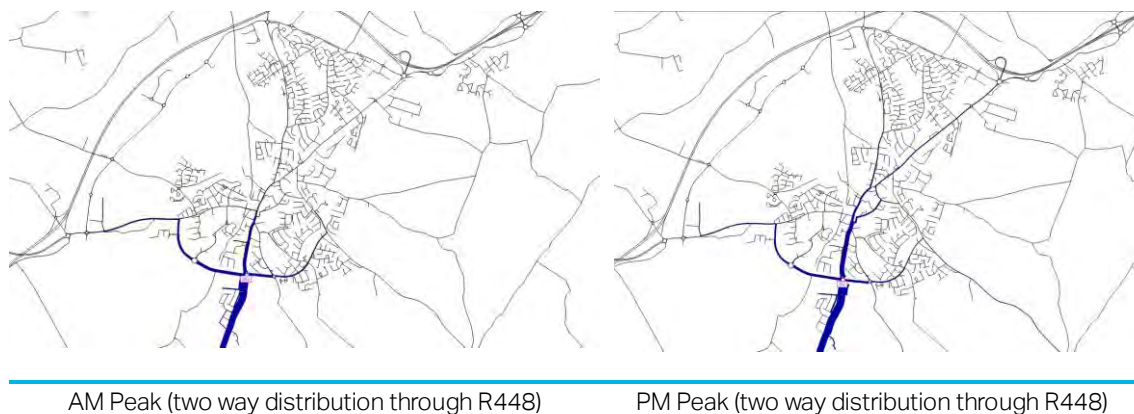 AM Peak (two way distribution through R448)
PM Peak (two way distribution through R448)